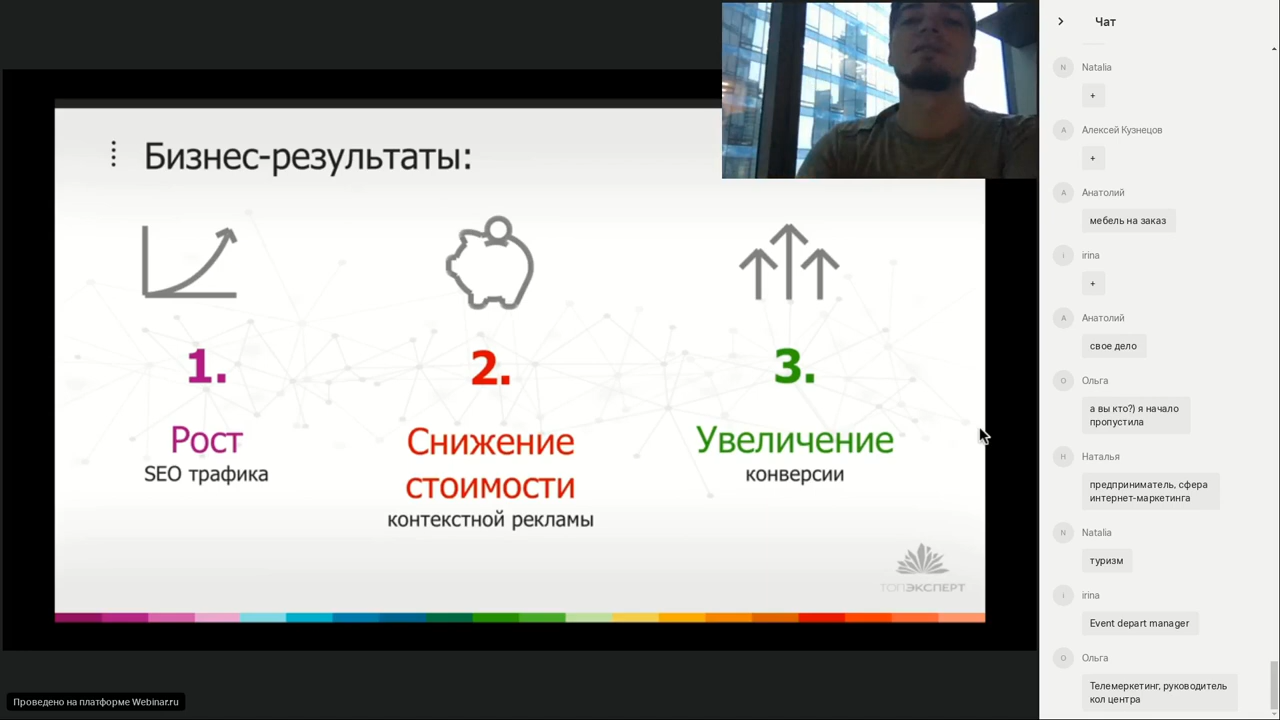 Бизнес-результаты:
1.
Рост
SEO трафика
2.
Снижение
стоимости
контекстной рекламы
3.
Увеличение
конверсии
ТОПЭКСПЕРТ
Проведено на платформе Webinar.ru
Чат
N
Natalia
+
А
Алексей Кузнецов
+
А
Анатолий
мебель на заказ
i
irina
+
А
Анатолий
свое дело
О
Ольга
а вы кто?) я начало
пропустила
Н
Наталья
предприниматель, сфера
интернет-маркетинга
N
Natalia
туризм
i
irina
Event depart manager
О
Ольга
Телемаркетинг, руководитель
кол центра